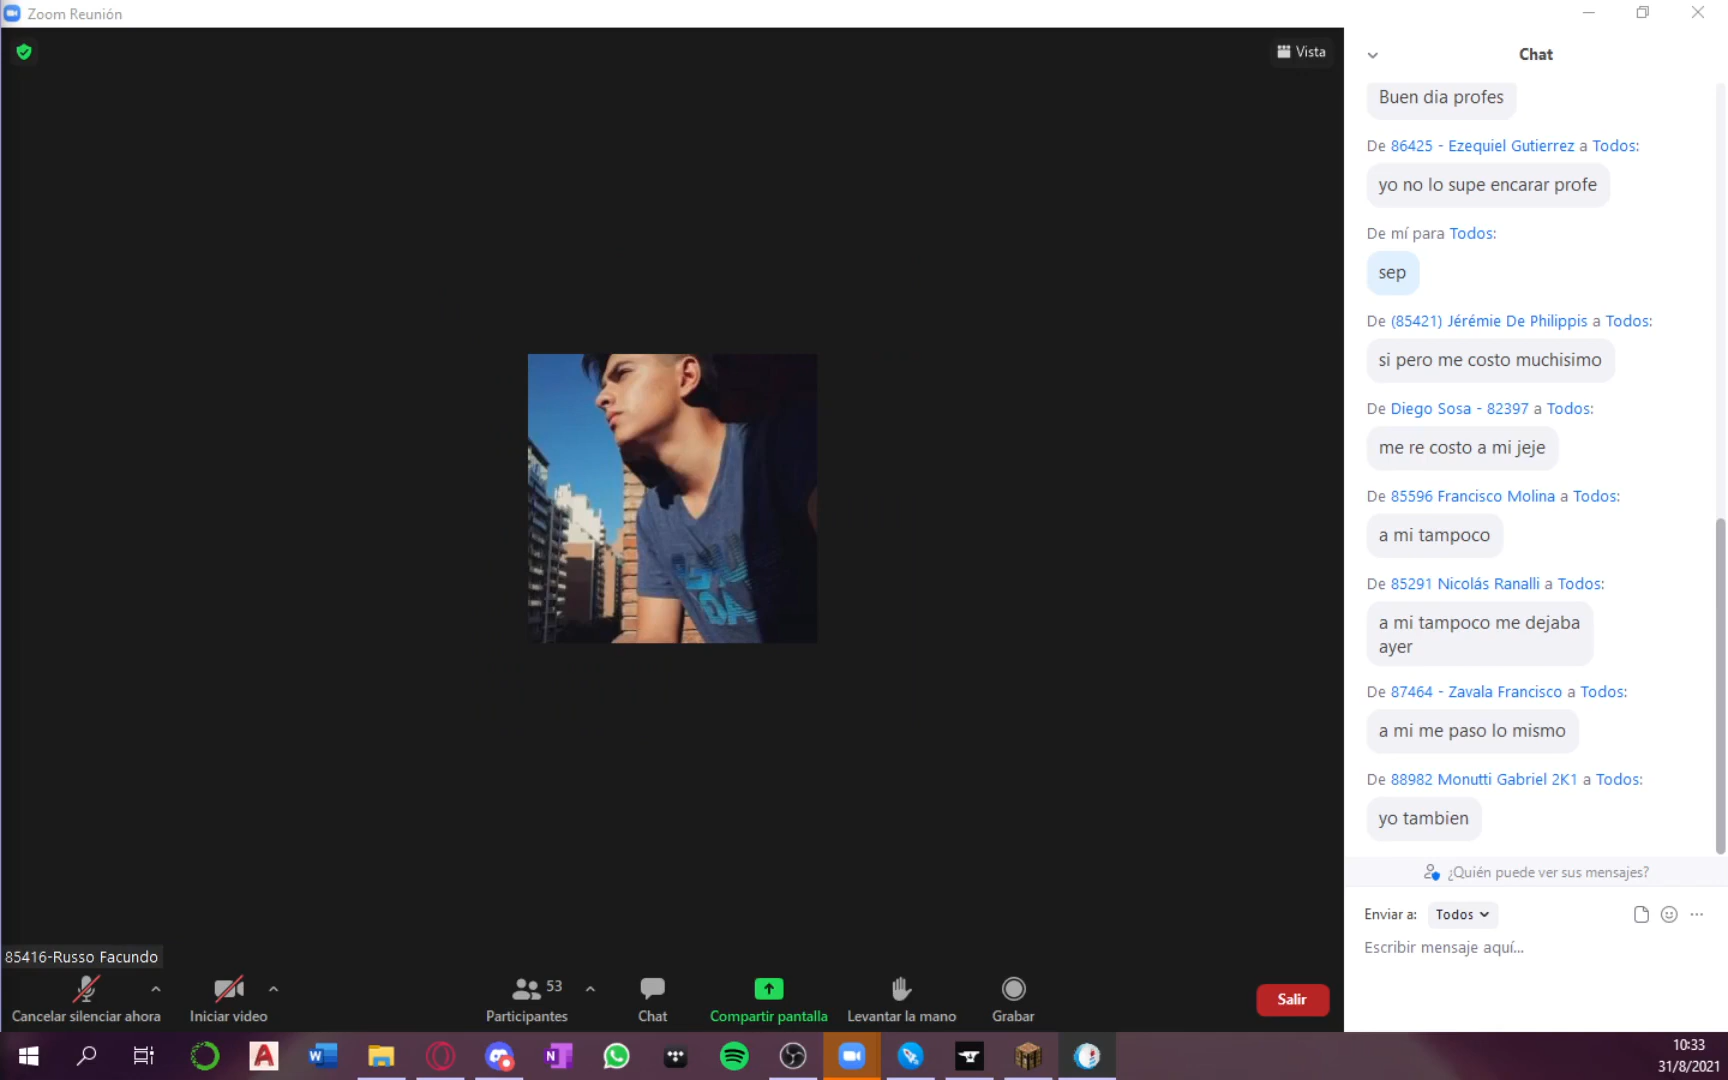 Zoom Reunión
Vista
85416-Russo Facundo
Cancelar silenciar ahora
Iniciar video
53
Participantes
Chat
Compartir pantalla
Levantar la mano
Grabar
Salir
Chat
Buen dia profes
De 86425 - Ezequiel Gutierrez a Todos:
yo no lo supe encarar profe
De mí para Todos:
sep
De (85421) Jérémie De Philippis a Todos:
si pero me costo muchisimo
De Diego Sosa - 82397 a Todos:
me re costo a mi jeje
De 85596 Francisco Molina a Todos:
a mi tampoco
De 85291 Nicolás Ranalli a Todos:
a mi tampoco me dejaba
ayer
De 87464 - Zavala Francisco a Todos:
a mi me paso lo mismo
De 88982 Monutti Gabriel 2K1 a Todos:
yo tambien
¿Quién puede ver sus mensajes?
Enviar a: Todos
Escribir mensaje aquí...
10:33
31/8/2021